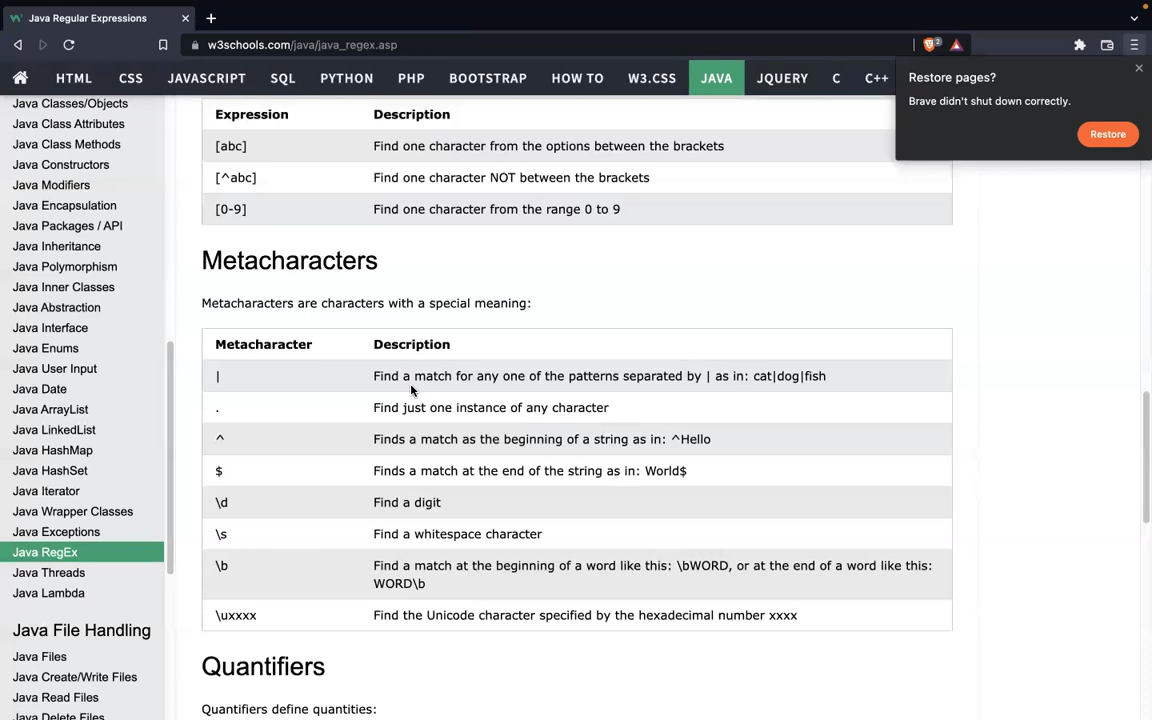 Java Regular Expressions
w3schools.com/java/java_regex.asp
2
HTML CSS JAVASCRIPT SQL PYTHON PHP BOOTSTRAP HOW TO W3.CSS JAVA JQUERY C C++
Restore pages?
Brave didn't shut down correctly.
Restore
Java Classes/Objects
Java Class Attributes
Java Class Methods
Java Constructors
Java Modifiers
Java Encapsulation
Java Packages / API
Java Inheritance
Java Polymorphism
Java Inner Classes
Java Abstraction
Java Interface
Java Enums
Java User Input
Java Date
Java ArrayList
Java LinkedList
Java HashMap
Java HashSet
Java Iterator
Java Wrapper Classes
Java Exceptions
Java RegEx
Java Threads
Java Lambda
Java File Handling
Java Files
Java Create/Write Files
Java Read Files
Java Delete Files
Expression Description
[abc] Find one character from the options between the brackets
[^abc] Find one character NOT between the brackets
[0-9] Find one character from the range 0 to 9
Metacharacters
Metacharacters are characters with a special meaning:
Metacharacter Description
| Find a match for any one of the patterns separated by | as in: cat|dog|fish
. Find just one instance of any character
^ Finds a match as the beginning of a string as in: ^Hello
$ Finds a match at the end of the string as in: World$
\d Find a digit
\s Find a whitespace character
\b Find a match at the beginning of a word like this: \bWORD, or at the end of a word like this:
WORD\b
\uxxxx Find the Unicode character specified by the hexadecimal number xxxx
Quantifiers
Quantifiers define quantities: